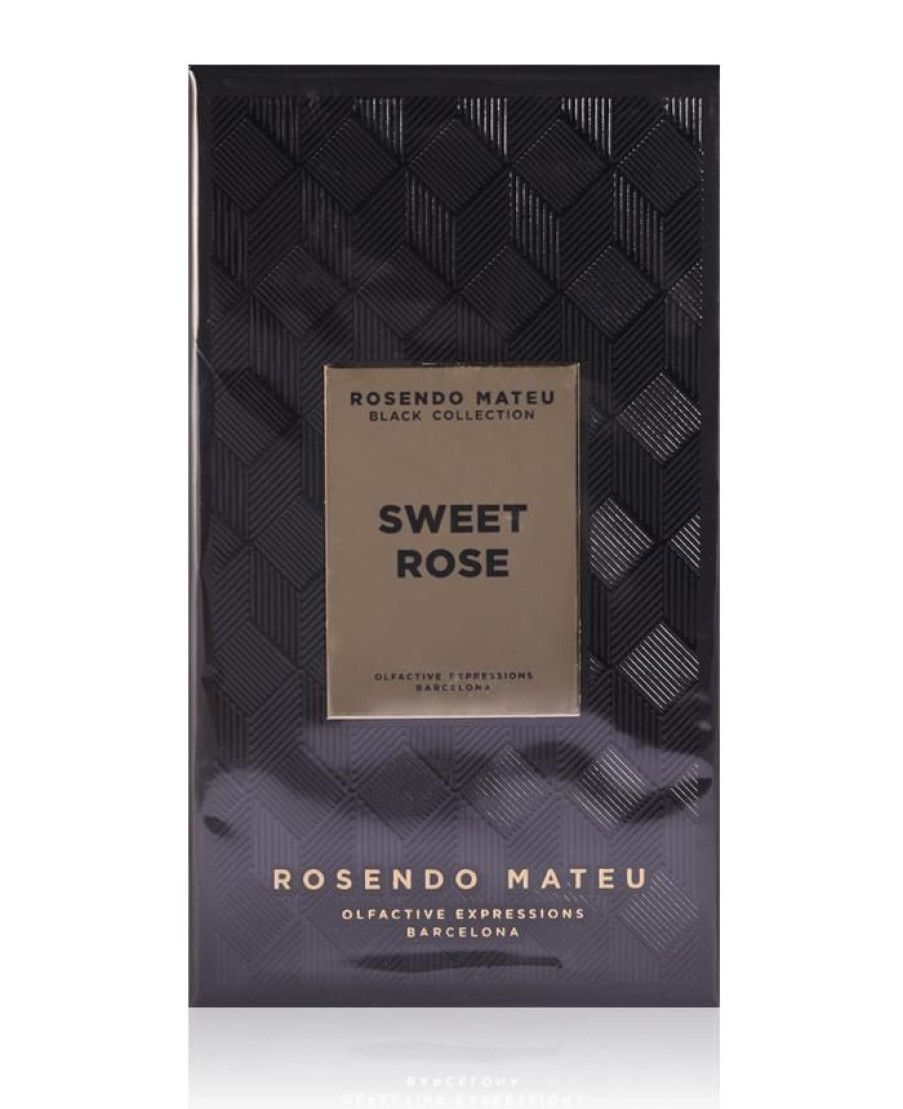 ROSENDO MATEU
BLACK COLLECTION
SWEET
ROSE
OLFACTIVE EXPRESSIONS
BARCELONA
ROSENDO MATEU
OLFACTIVE EXPRESSIONS
BARCELONA